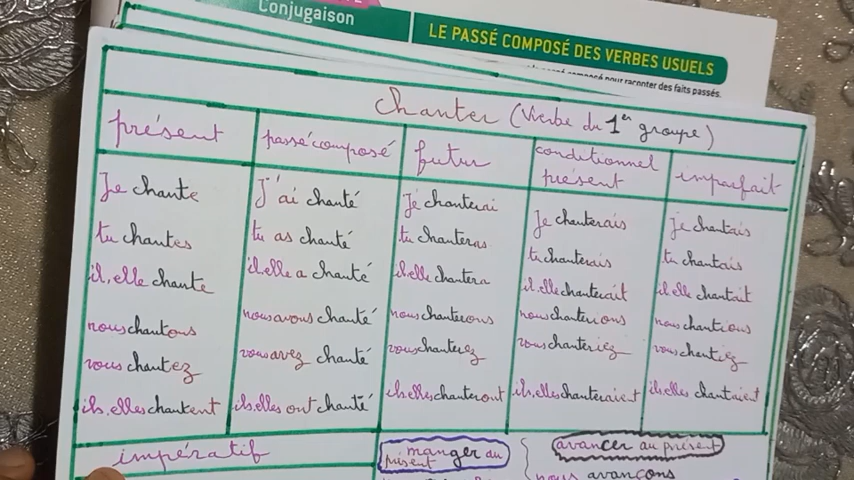 Conjugaison
LE PASSÉ COMPOSÉ DES VERBES USUELS
pour raconter des faits passés.
chanter (Verbe du 1er groupe)
présent passé composé futur conditionnel présent imparfait
Je chante J'ai chanté Je chanterai Je chanterais Je chantais
tu chantes tu as chanté tu chanteras tu chanterais tu chantais
il, elle chante il, elle a chanté il, elle chantera il, elle chanterait il, elle chantait
nous chantons nous avons chanté nous chanterons nous chanterions nous chantions
vous chantez vous avez chanté vous chanterez vous chanteriez vous chantiez
ils, elles chantent ils, elles ont chanté ils, elles chanteront ils, elles chanteraient ils, elles chantaient
impératif manger au présent avancer au présent
nous avançons